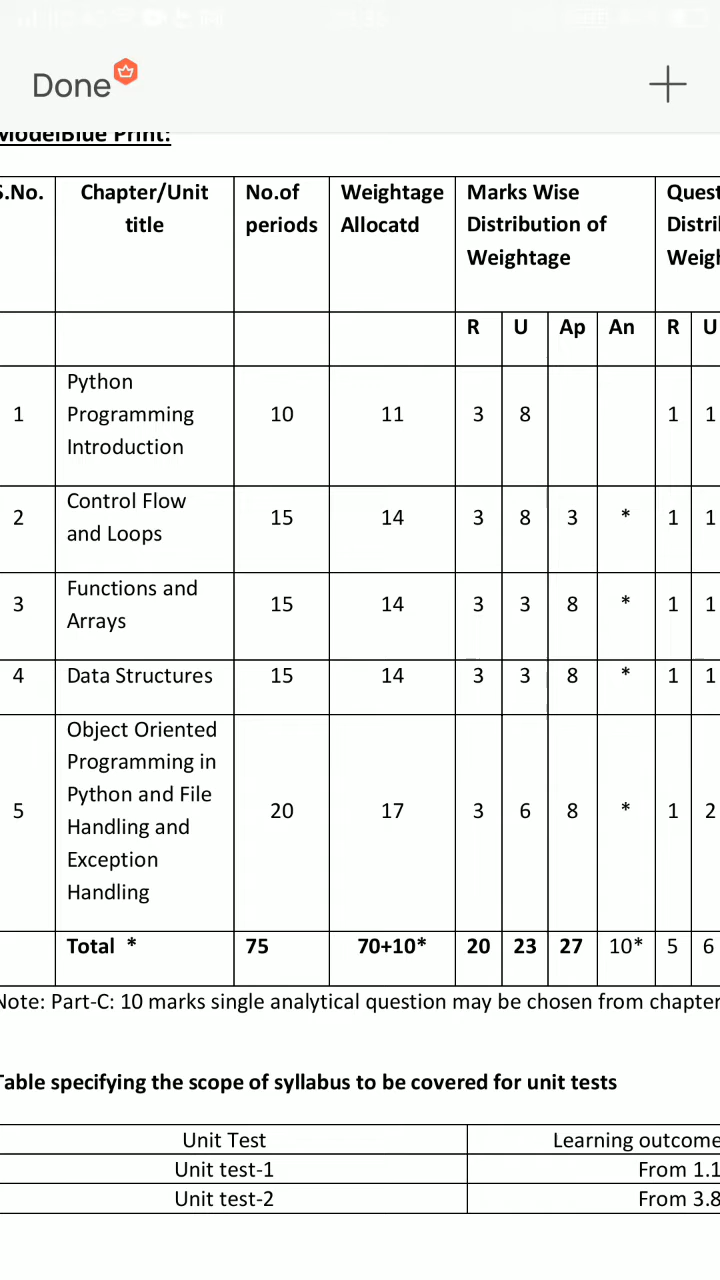 Done
ModelBlue Print:
S.No. Chapter/Unit title No.of periods Weightage Allocatd Marks Wise Distribution of Weightage
R U Ap An R U
1 Python Programming Introduction 10 11 3 8 1 1
2 Control Flow and Loops 15 14 3 8 3 * 1 1
3 Functions and Arrays 15 14 3 3 8 * 1 1
4 Data Structures 15 14 3 3 8 * 1 1
5 Object Oriented Programming in Python and File Handling and Exception Handling 20 17 3 6 8 * 1 2
Total * 75 70+10* 20 23 27 10* 5 6
Note: Part-C: 10 marks single analytical question may be chosen from chapter
Table specifying the scope of syllabus to be covered for unit tests
Unit Test Learning outcome
Unit test-1 From 1.1
Unit test-2 From 3.8